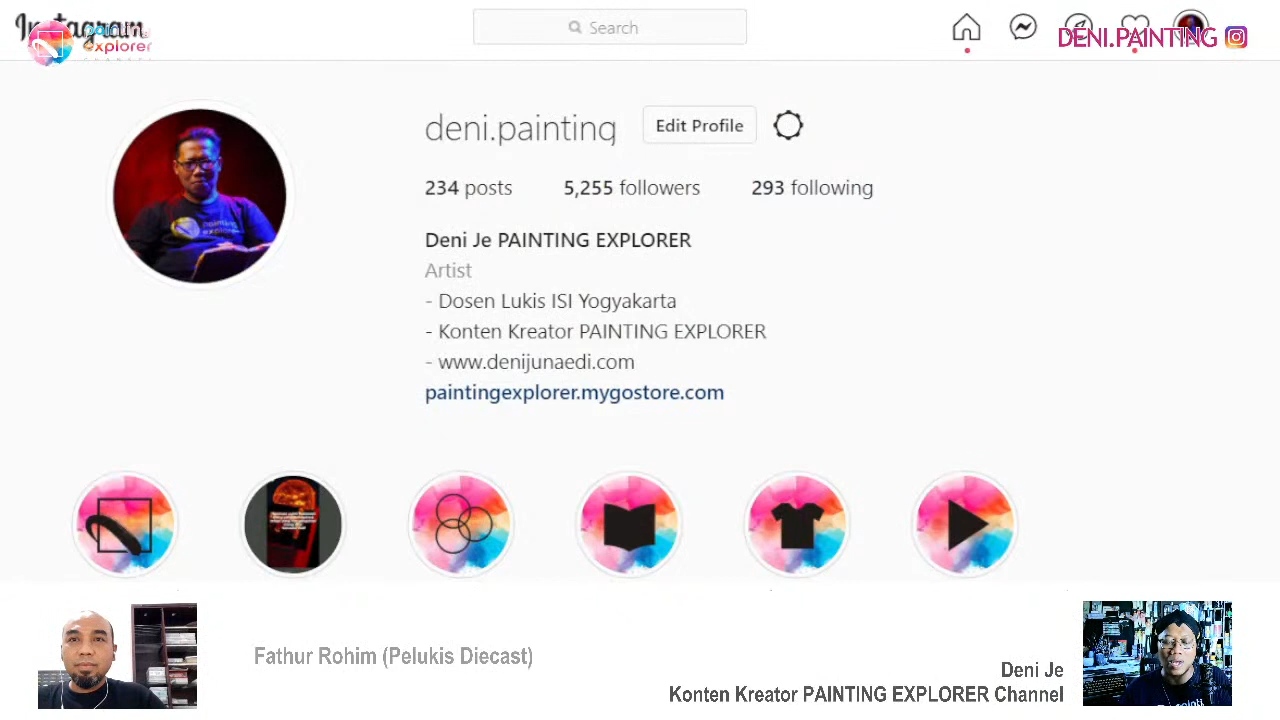 Instagram
painting
explorer
CHANNEL
Search
DENI.PAINTING
deni.painting
Edit Profile
234 posts
5,255 followers
293 following
Deni Je PAINTING EXPLORER
Artist
- Dosen Lukis ISI Yogyakarta
- Konten Kreator PAINTING EXPLORER
- www.denijunaedi.com
paintingexplorer.mygostore.com
Fathur Rohim (Pelukis Diecast)
Deni Je
Konten Kreator PAINTING EXPLORER Channel